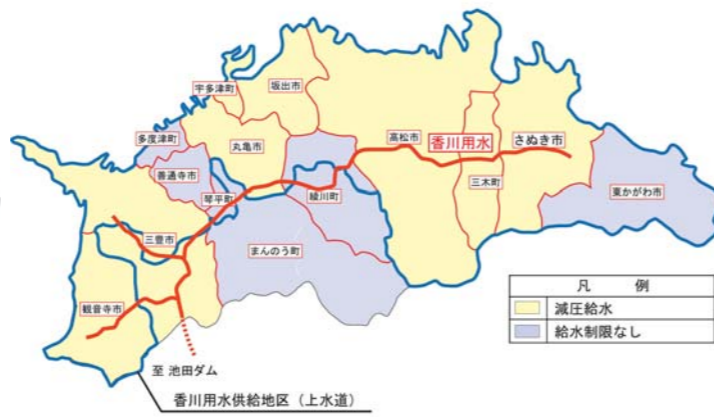 宇多津町
坂出市
多度津町
丸亀市
高松市
香川用水
さぬき市
善通寺市
琴平町
綾川町
三木町
東かがわ市
三豊市
まんのう町
観音寺市
凡 例
減圧給水
給水制限なし
至 池田ダム
香川用水供給地区（上水道）